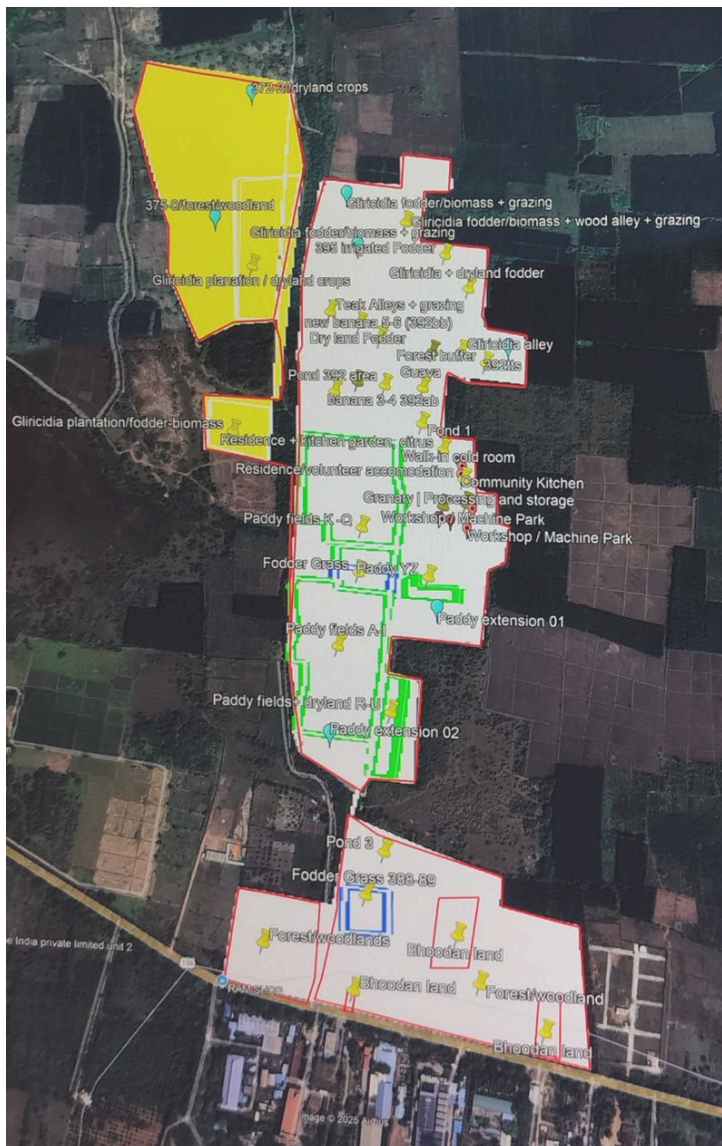 372-3//dryland crops
375-0/forest/woodland
Gliricidia planation / dryland crops
Gliricidia plantation/fodder-biomass
Gliricidia fodder/biomass + grazing
Gliricidia fodder/biomass + wood alley + grazing
Gliricidia fodder/biomass + grazing
395 irrigated Fodder
Gliricidia + dryland fodder
Teak Alleys + grazing
new banana 5-6 (392bb)
Dry land Fodder
Gliricidia alley
Forest buffer
392tts
Pond 392 area
Guava
banana 3-4 392ab
Pond 1
Residence + kitchen garden, citrus
Walk-in cold room
Residence/volunteer accomodation
Community Kitchen
Granary | Processing and storage
Workshop / Machine Park
Workshop / Machine Park
Paddy fields K -Q
Fodder Grass
Paddy YZ
Paddy extension 01
Paddy fields A-I
Paddy fields+ dryland R-U
Paddy extension 02
Pond 3
Fodder Grass 388-89
Forest/woodlands
Bhoodan land
e India private limited unit 2
136
RAM SHOP
Bhoodan land
Forest/woodland
Bhoodan land
mage © 2025 Airbus